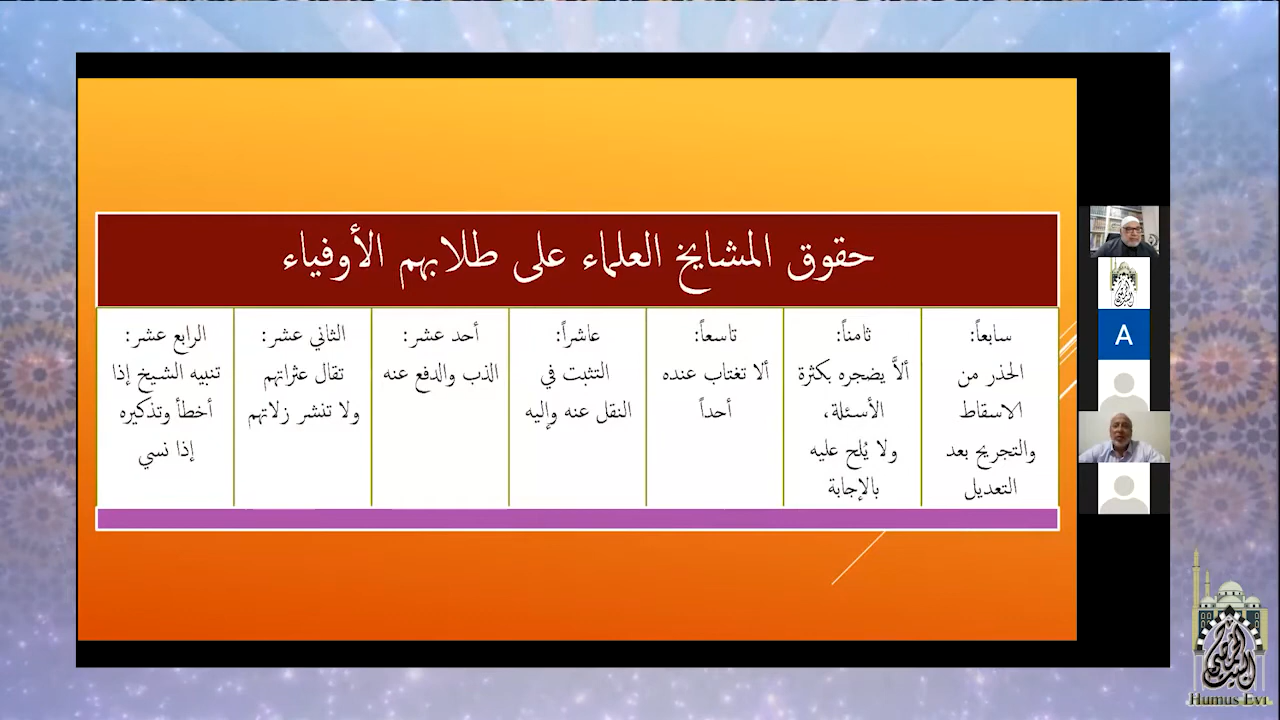 حقوق المشايخ العلماء على طلابهم الأوفياء
سابعاً:
الحذر من
الاسقاط
والتجريح بعد
التعديل
ثامناً:
ألاَّ يضجره بكثرة
الأسئلة،
ولا يُلح عليه
بالإجابة
تاسعاً:
ألا تغتاب عنده
أحداً
عاشراً:
التثبت في
النقل عنه وإليه
أحد عشر:
الذب والدفع عنه
الثاني عشر:
تقال عثراتهم
ولا تنشر زلاتهم
الرابع عشر:
تنبيه الشيخ إذا
أخطأ وتذكيره
إذا نسي
A
Humus Evi